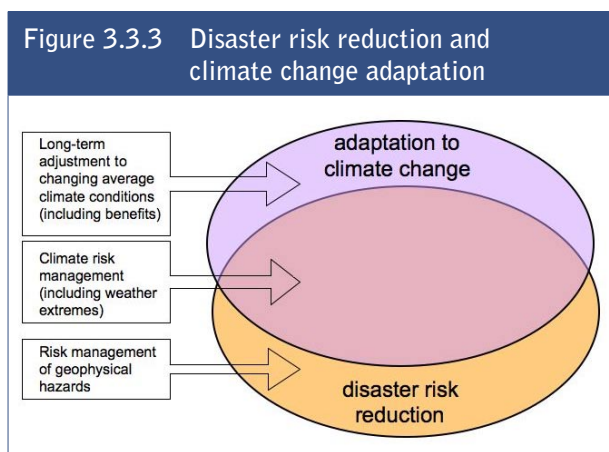 Figure 3.3.3 Disaster risk reduction and
climate change adaptation
Long-term
adjustment to
changing average
climate conditions
(including benefits)
Climate risk
management
(including weather
extremes)
Risk management
of geophysical
hazards
adaptation to
climate change
disaster risk
reduction